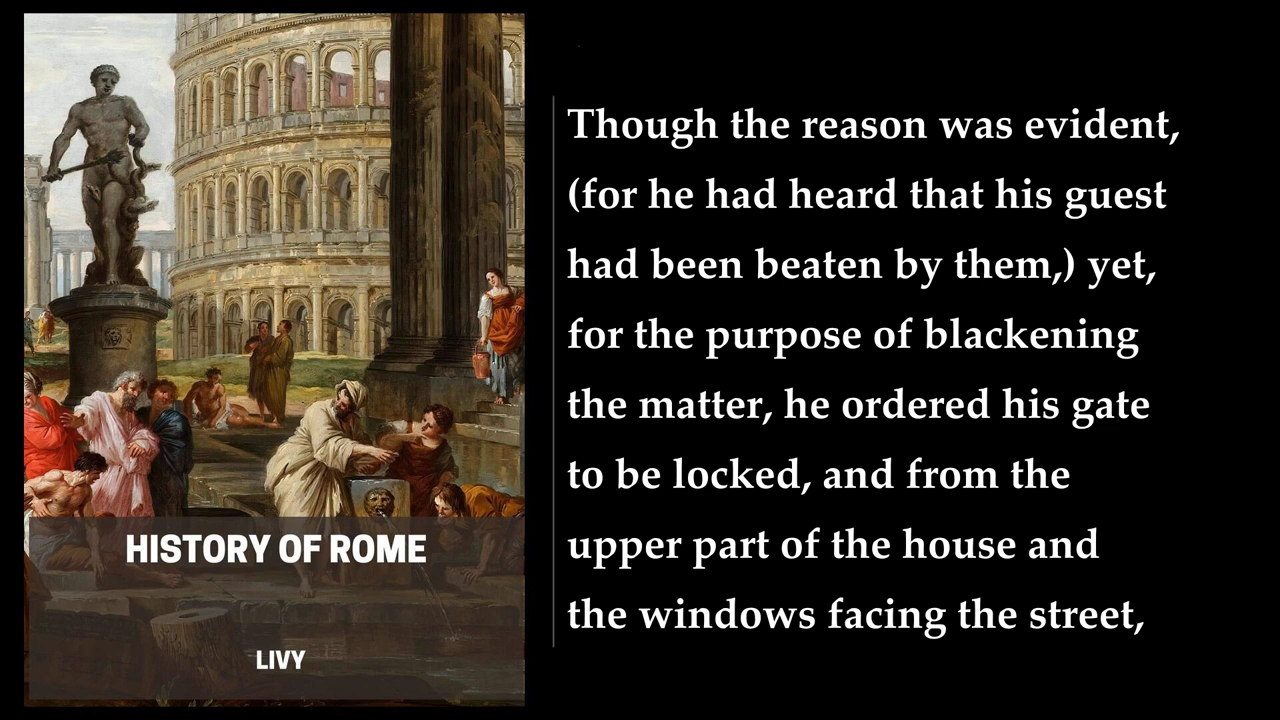 HISTORY OF ROME
LIVY
Though the reason was evident,
(for he had heard that his guest
had been beaten by them,) yet,
for the purpose of blackening
the matter, he ordered his gate
to be locked, and from the
upper part of the house and
the windows facing the street,